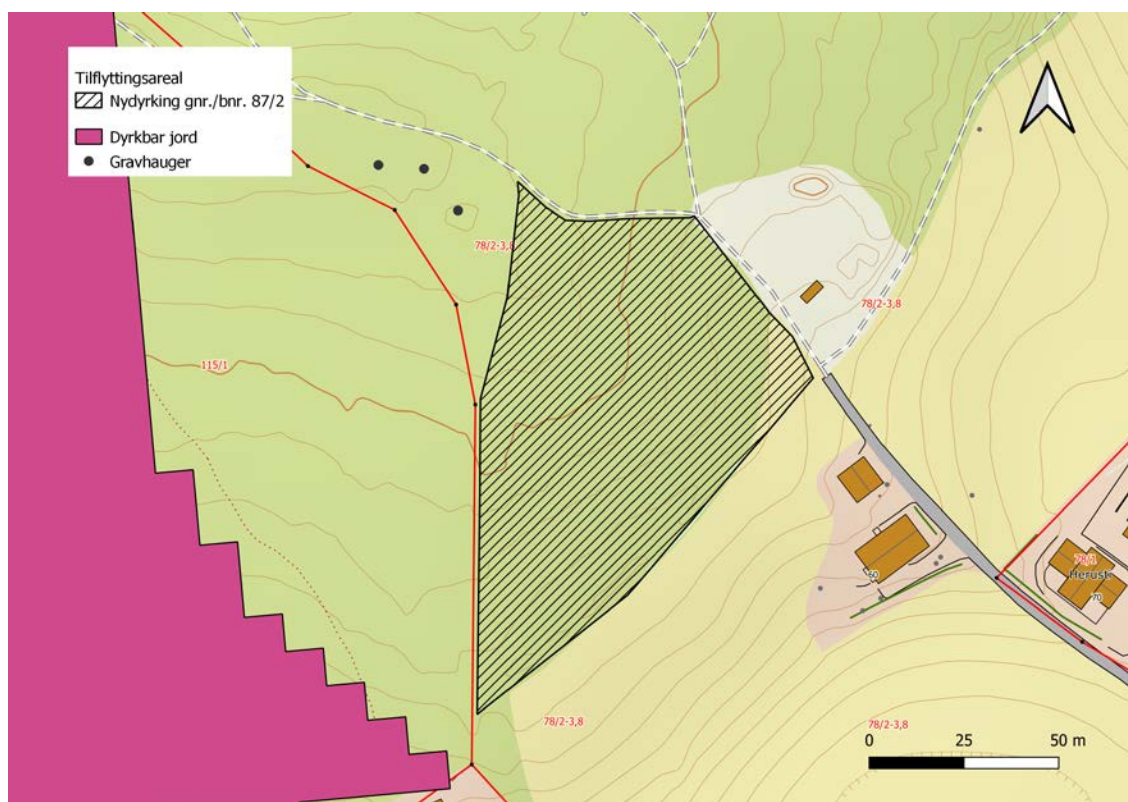 Tilflyttingsareal
Nydyrking gnr./bnr. 87/2
Dyrkbar jord
Gravhauger
78/2-3,8
78/2-3,8
115/1
78/1
Herustr.
60
70
78/2-3,8
78/2-3,8
0 25 50 m